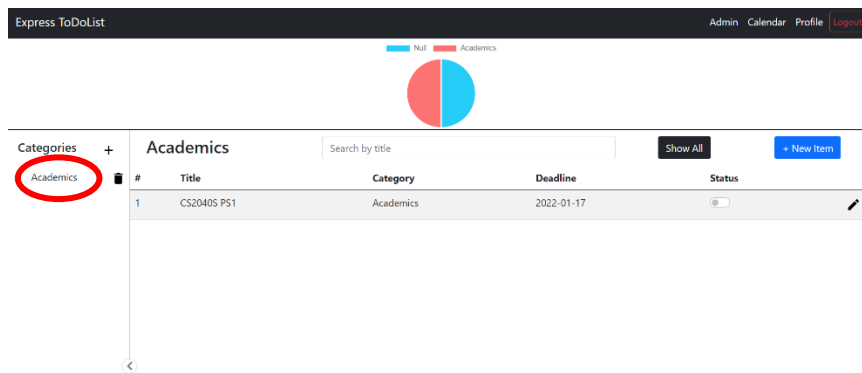 Express ToDoList Admin Calendar Profile Logout
Null Academics
Categories + Academics Search by title Show All + New Item
Academics # Title Category Deadline Status
1 CS2040S PS1 Academics 2022-01-17